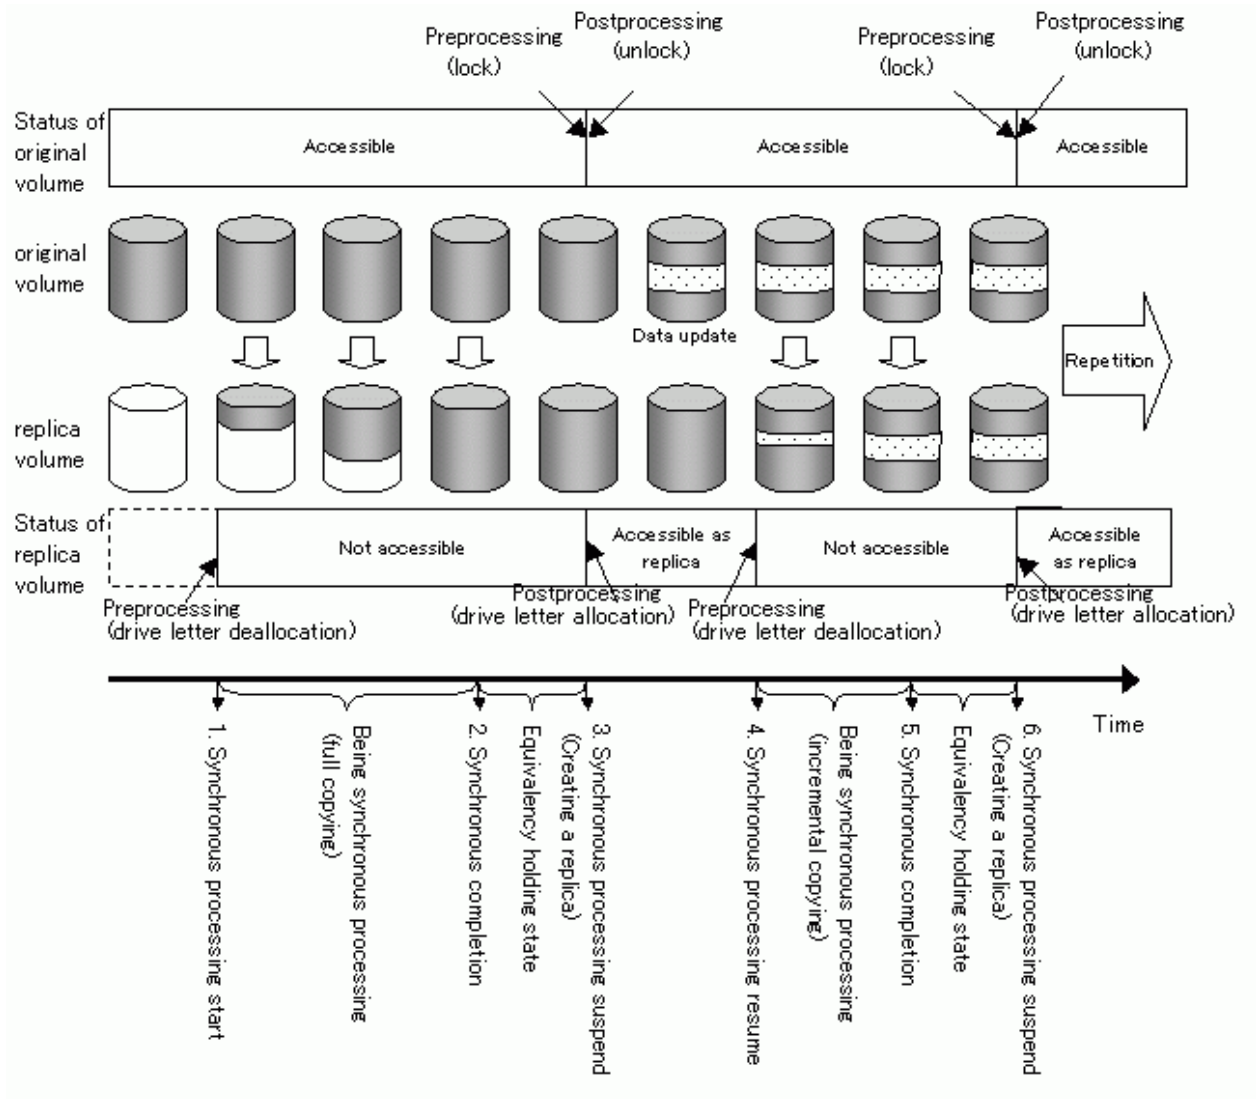 Preprocessing
(lock)
Postprocessing
(unlock)
Preprocessing
(lock)
Postprocessing
(unlock)
Status of
original
volume
Accessible
Accessible
Accessible
original
volume
Data update
Repetition
replica
volume
Status of
replica
volume
Not accessible
Accessible as
replica
Not accessible
Accessible
as replica
Preprocessing
(drive letter deallocation)
Postprocessing
(drive letter allocation)
Preprocessing
(drive letter deallocation)
Postprocessing
(drive letter allocation)
Time
1. Synchronous processing start
Being synchronous processing
(full copying)
2. Synchronous completion
Equivalency holding state
3. Synchronous processing suspend
(Creating a replica)
4. Synchronous processing resume
Being synchronous processing
(incremental copying)
5. Synchronous completion
Equivalency holding state
6. Synchronous processing suspend
(Creating a replica)